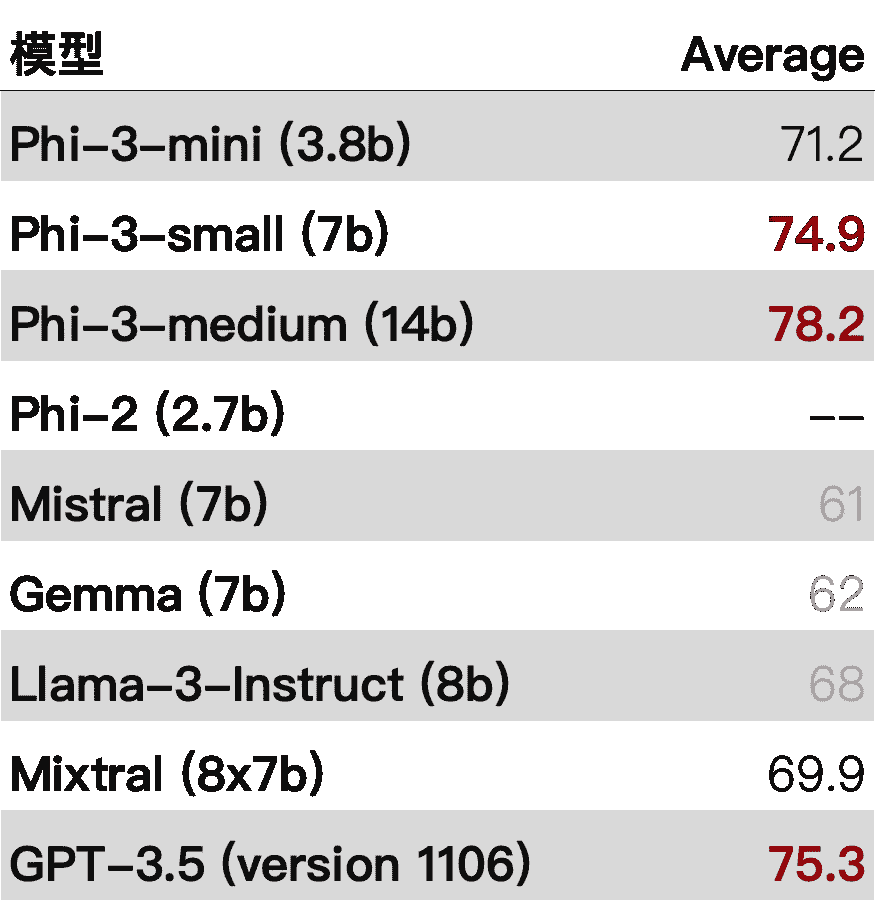 模型 Average
Phi-3-mini (3.8b) 71.2
Phi-3-small (7b) 74.9
Phi-3-medium (14b) 78.2
Phi-2 (2.7b) --
Mistral (7b) 61
Gemma (7b) 62
Llama-3-Instruct (8b) 68
Mixtral (8x7b) 69.9
GPT-3.5 (version 1106) 75.3